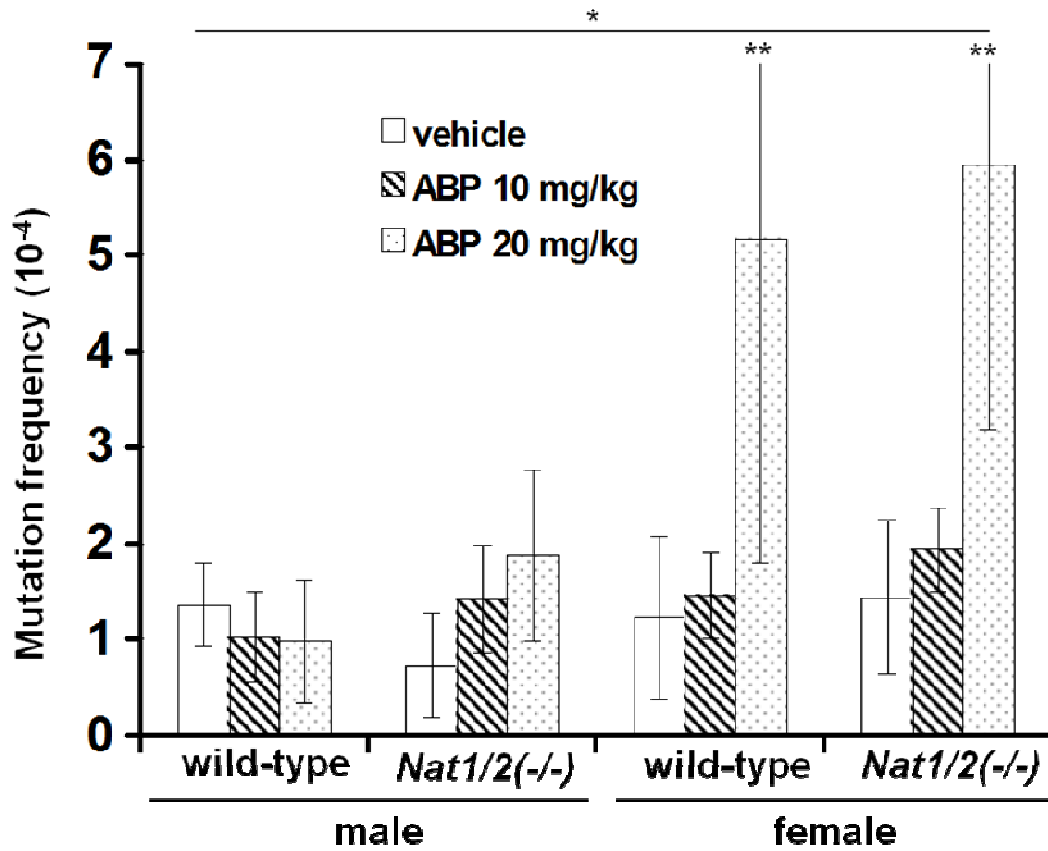 *
** **
7
6
5
4
3
2
1
0
Mutation frequency (10-4)
vehicle
ABP 10 mg/kg
ABP 20 mg/kg
wild-type Nat1/2(-/-) wild-type Nat1/2(-/-)
male female